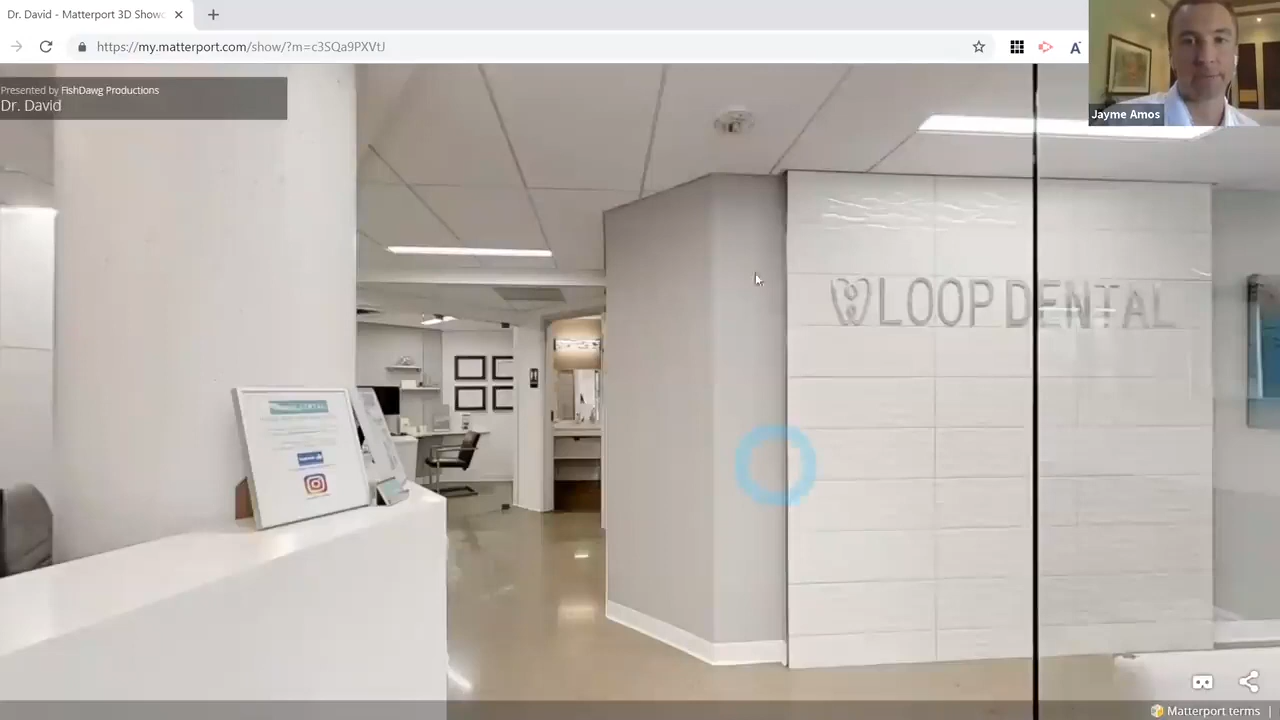 Dr. David - Matterport 3D Showc
https://my.matterport.com/show/?m=c3SQa9PXVtJ
Presented by FishDawg Productions
Dr. David
Jayme Amos
LOOP DENTAL
Matterport terms